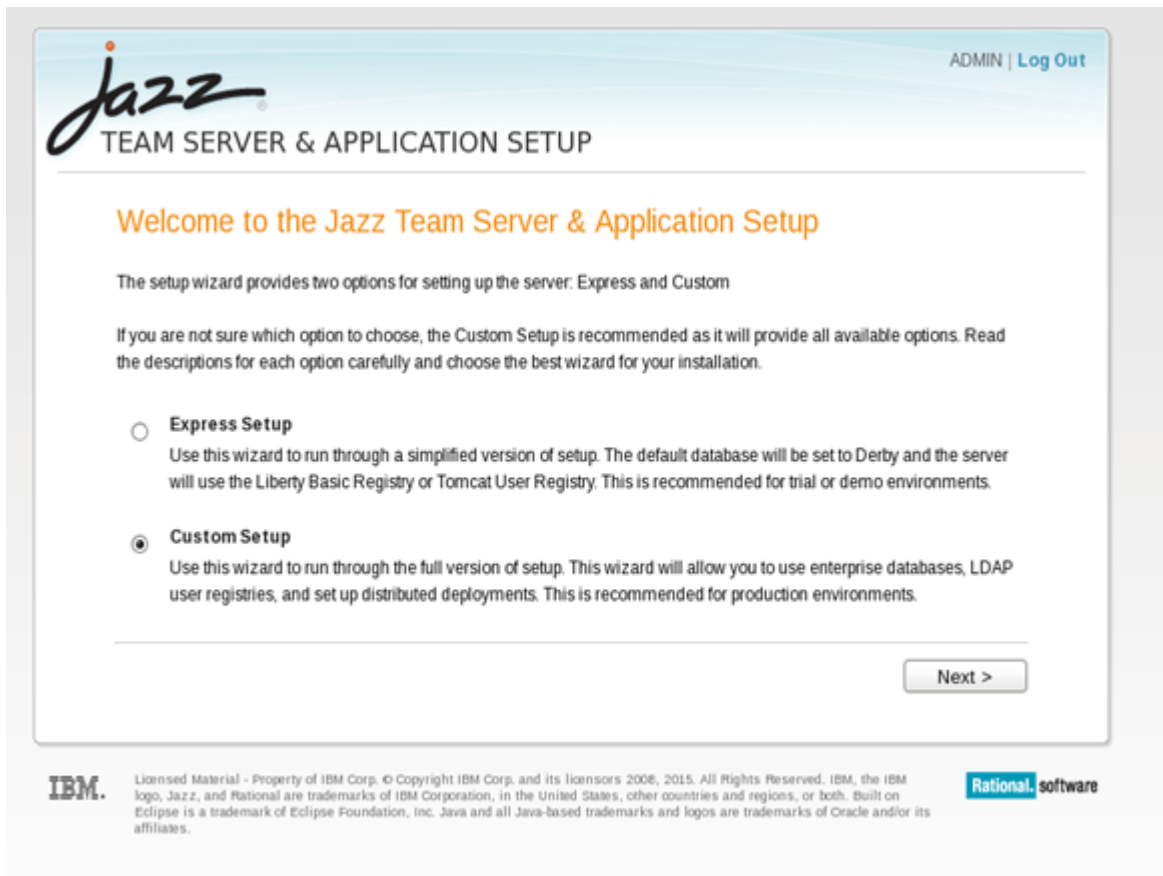 jazz
ADMIN | Log Out
TEAM SERVER & APPLICATION SETUP
Welcome to the Jazz Team Server & Application Setup
The setup wizard provides two options for setting up the server: Express and Custom
If you are not sure which option to choose, the Custom Setup is recommended as it will provide all available options. Read
the descriptions for each option carefully and choose the best wizard for your installation.
Express Setup
Use this wizard to run through a simplified version of setup. The default database will be set to Derby and the server
will use the Liberty Basic Registry or Tomcat User Registry. This is recommended for trial or demo environments.
Custom Setup
Use this wizard to run through the full version of setup. This wizard will allow you to use enterprise databases, LDAP
user registries, and set up distributed deployments. This is recommended for production environments.
Next >
IBM.
Licensed Material - Property of IBM Corp. © Copyright IBM Corp. and its licensors 2008, 2015. All Rights Reserved. IBM, the IBM
logo, Jazz, and Rational are trademarks of IBM Corporation, in the United States, other countries and regions, or both. Built on
Eclipse is a trademark of Eclipse Foundation, Inc. Java and all Java-based trademarks and logos are trademarks of Oracle and/or its
affiliates.
Rational. software